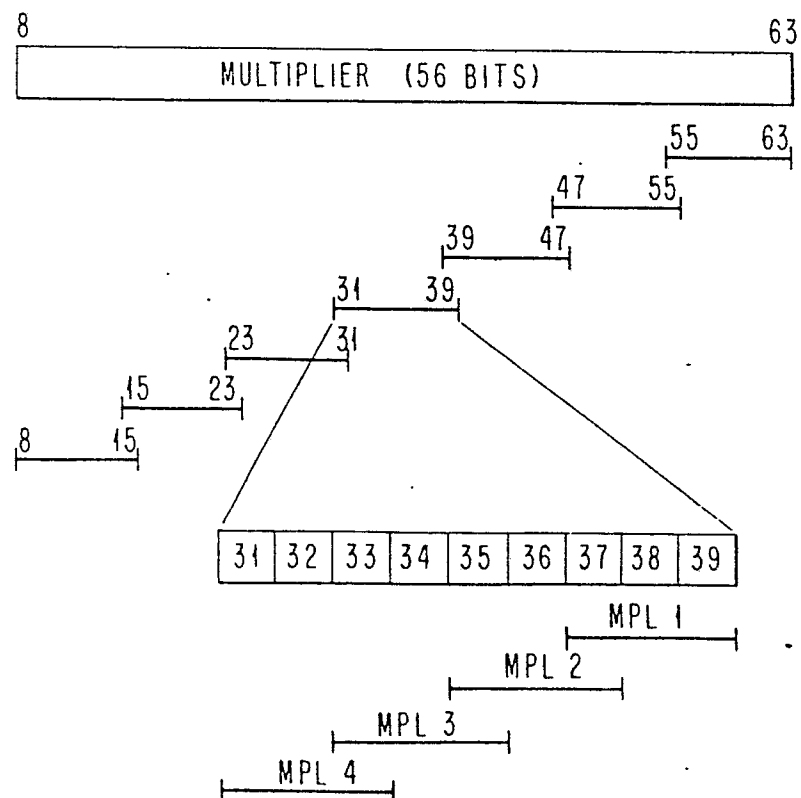 8 63
MULTIPLIER (56 BITS)
55 63
47 55
39 47
31 39
23 31
15 23
8 15
31 32 33 34 35 36 37 38 39
MPL 1
MPL 2
MPL 3
MPL 4